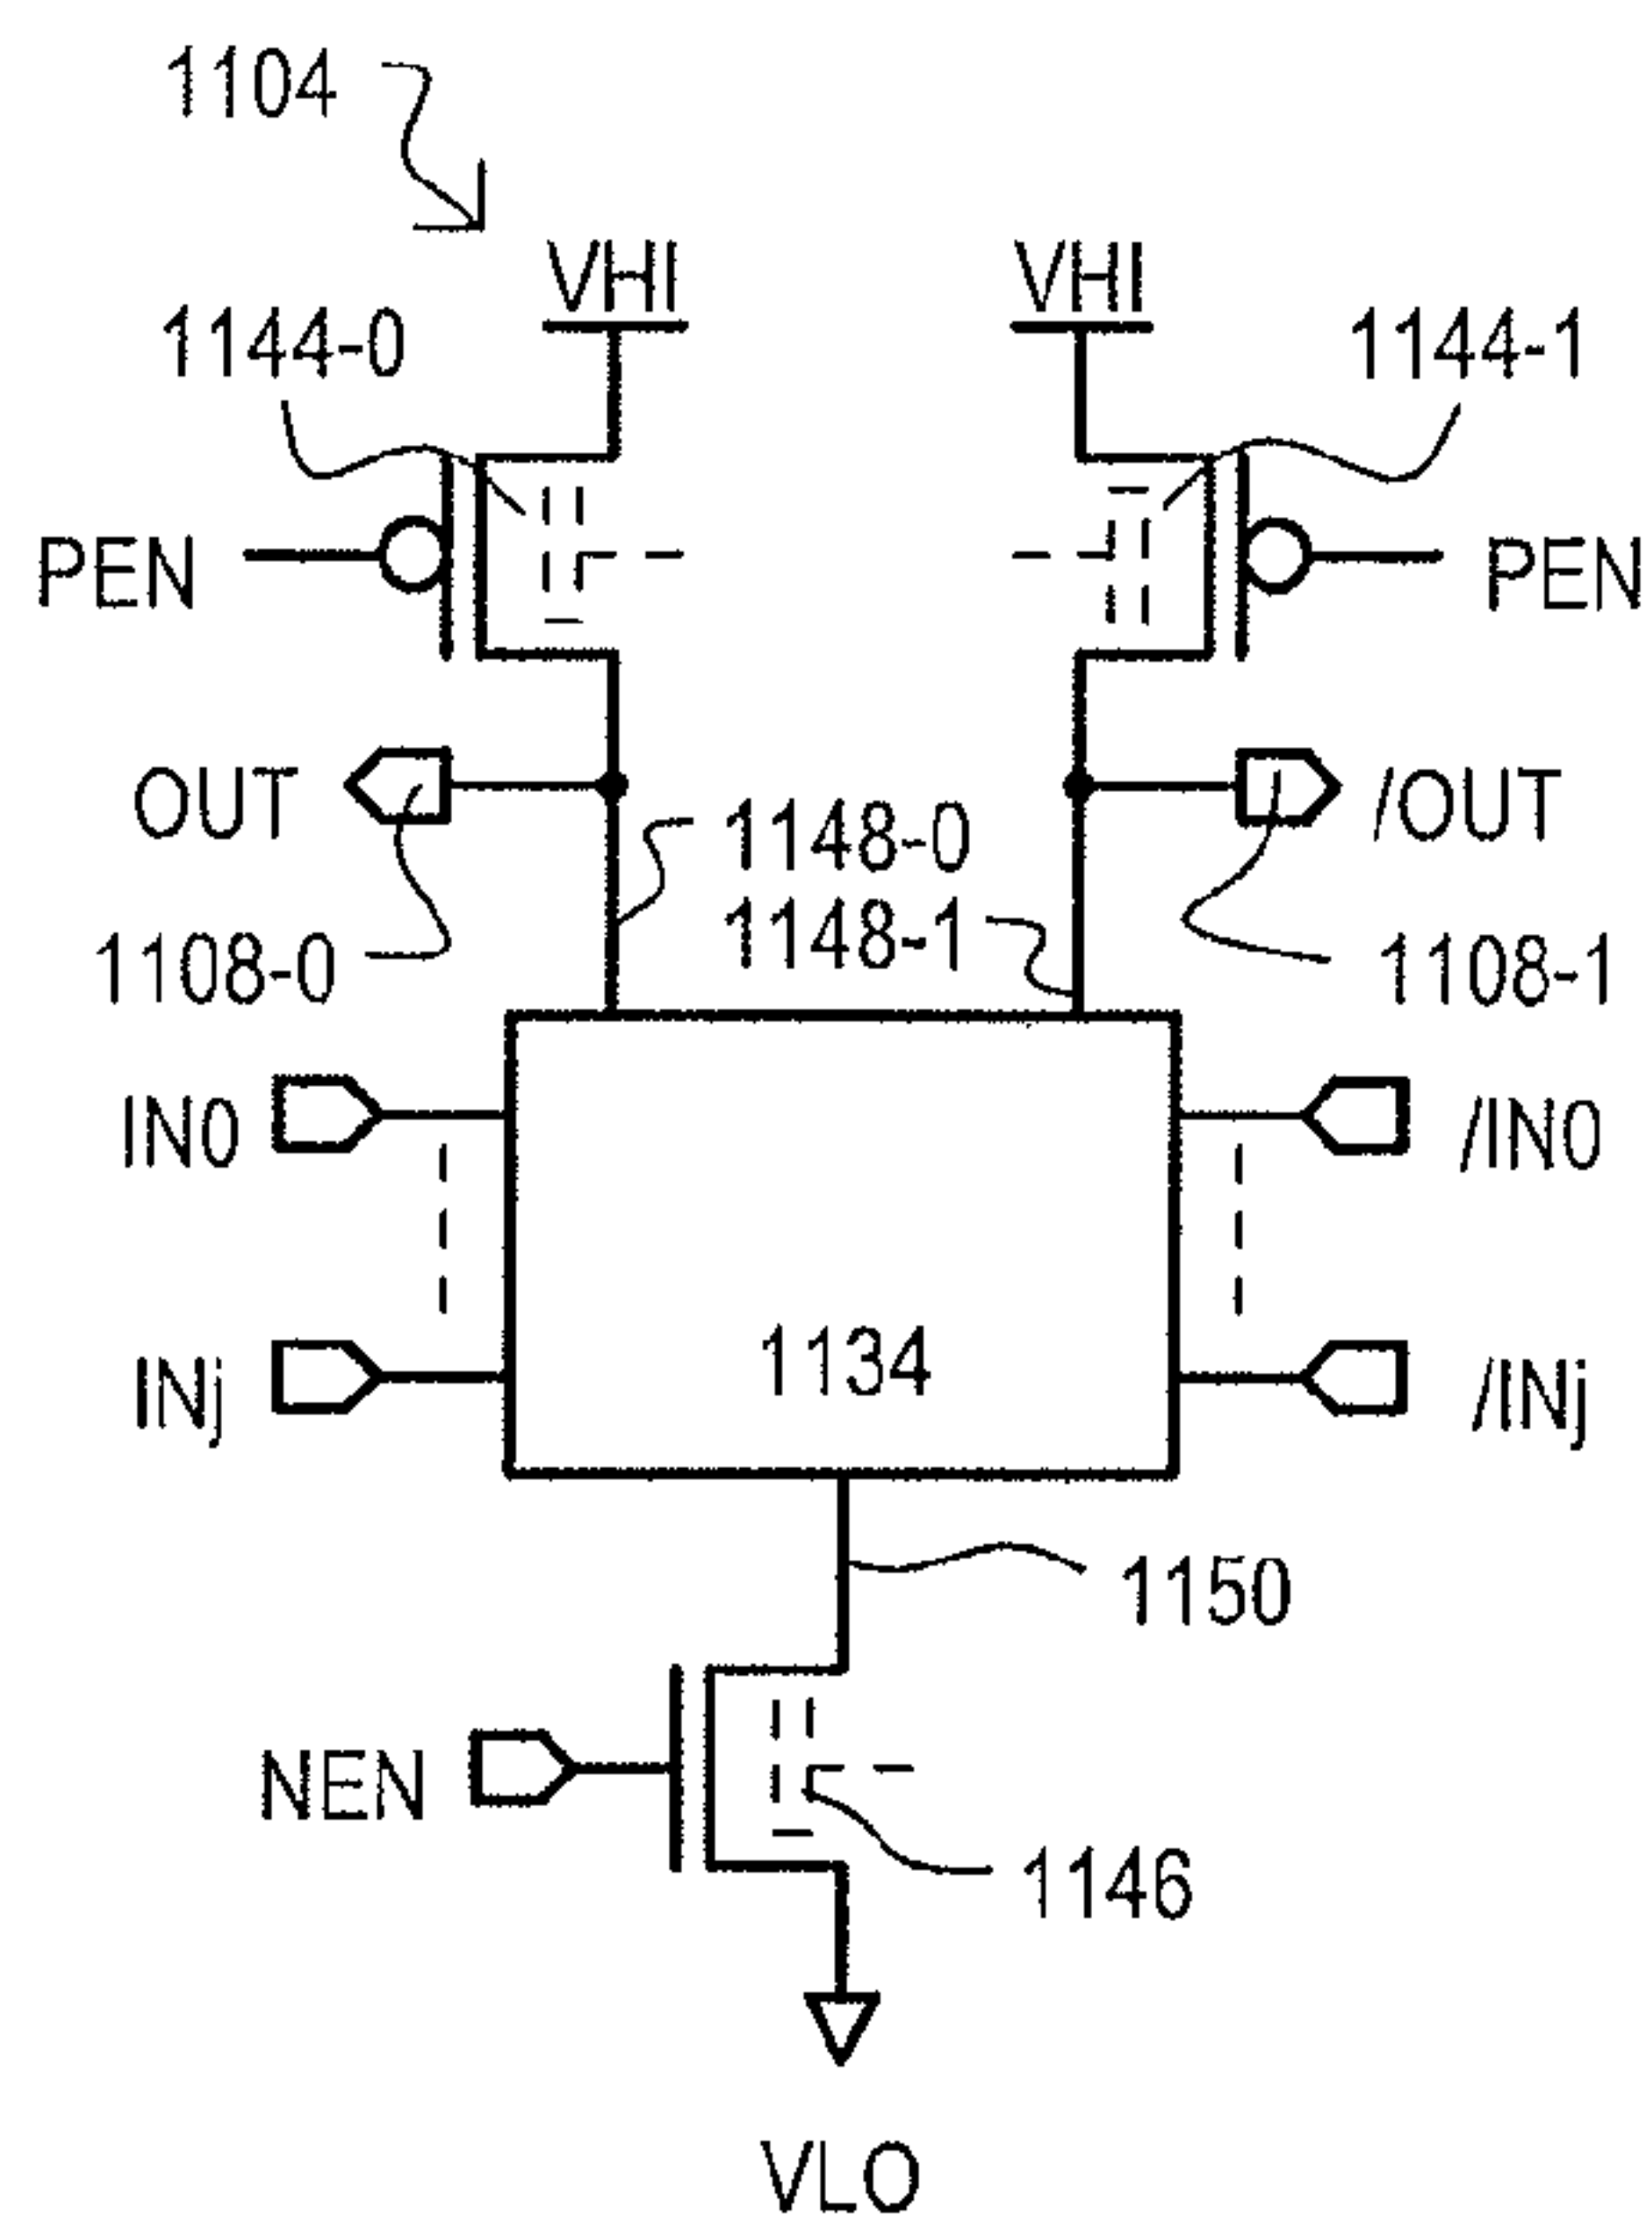 1104
VHI VHI
1144-0 1144-1
PEN PEN
OUT /OUT
1148-0
1148-1
1108-0 1108-1
IN0 /IN0
1134
INj /INj
1150
NEN
1146
VLO